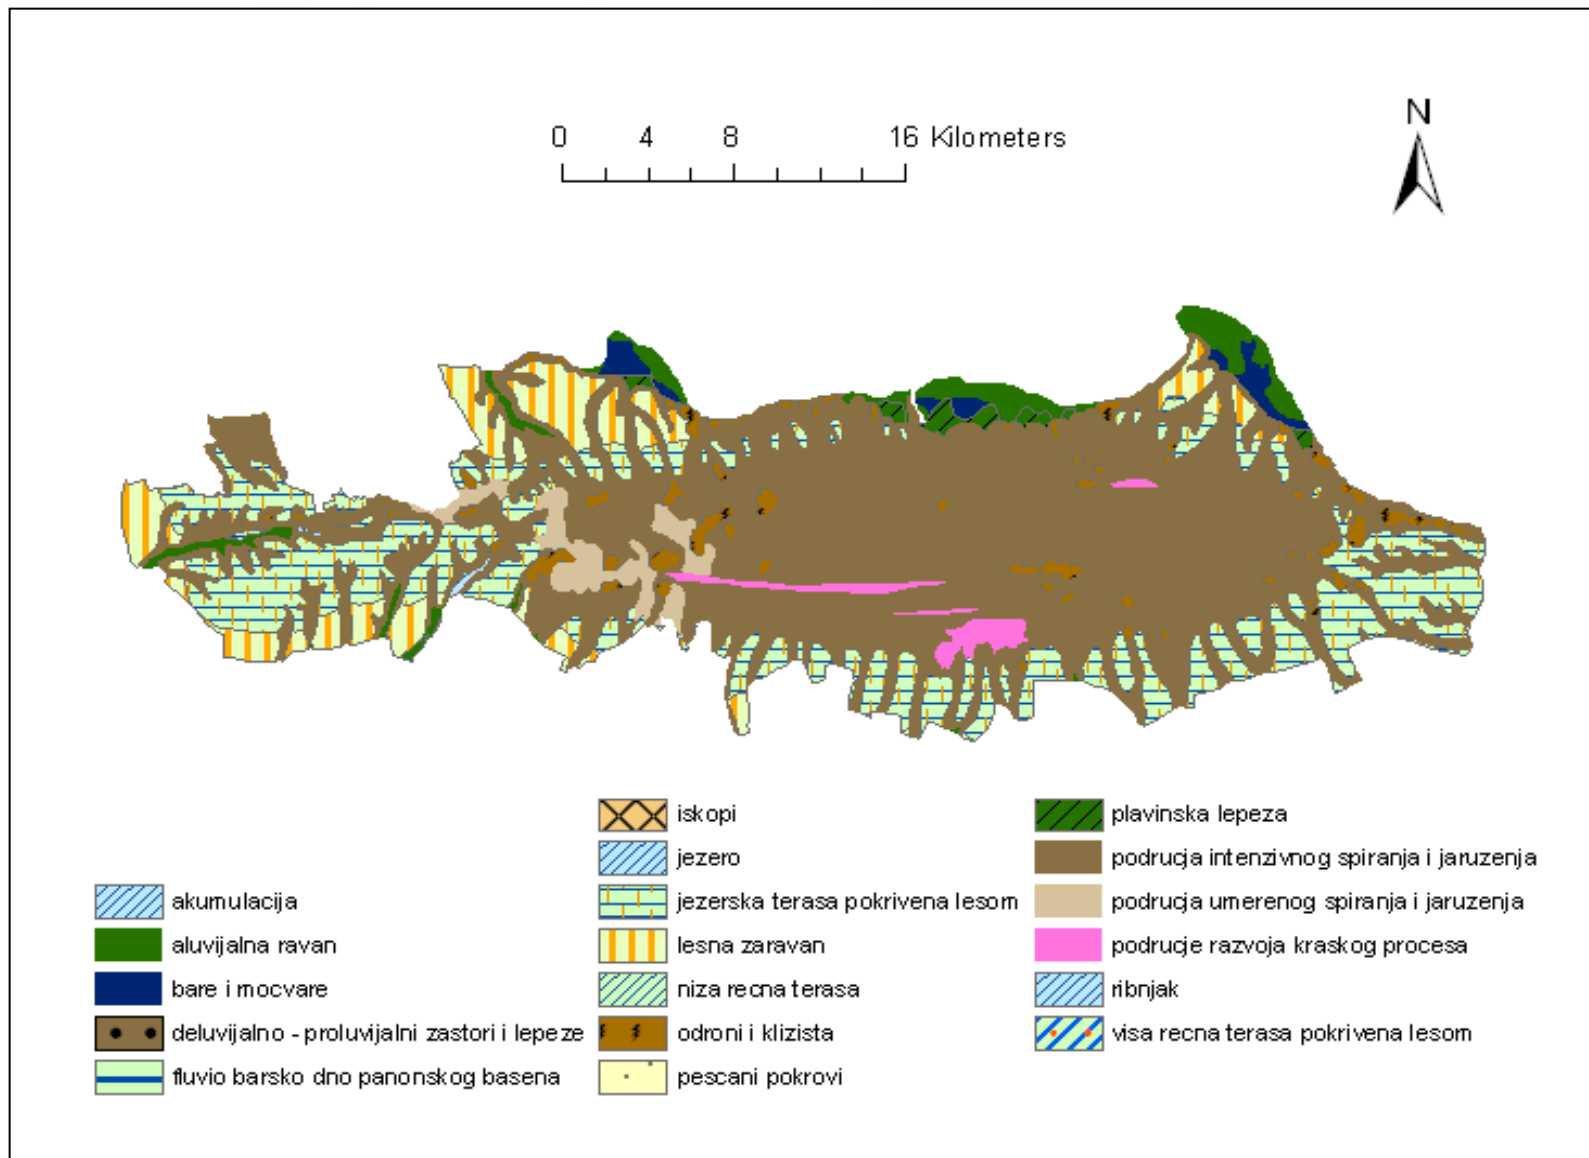 N
0 4 8 16 Kilometers
akumulacija
aluvijalna ravan
bare i mocvare
deluvijalno - proluvijalni zastori i lepeze
fluvio barsko dno panonskog basena
iskopi
jezero
jezerska terasa pokrivena lesom
lesna zaravan
niza recna terasa
odroni i klizista
pescani pokrovi
plavinska lepeza
podrucja intenzivnog spiranja i jaruzenja
podrucja umerenog spiranja i jaruzenja
podrucje razvoja kraskog procesa
ribnjak
visa recna terasa pokrivena lesom